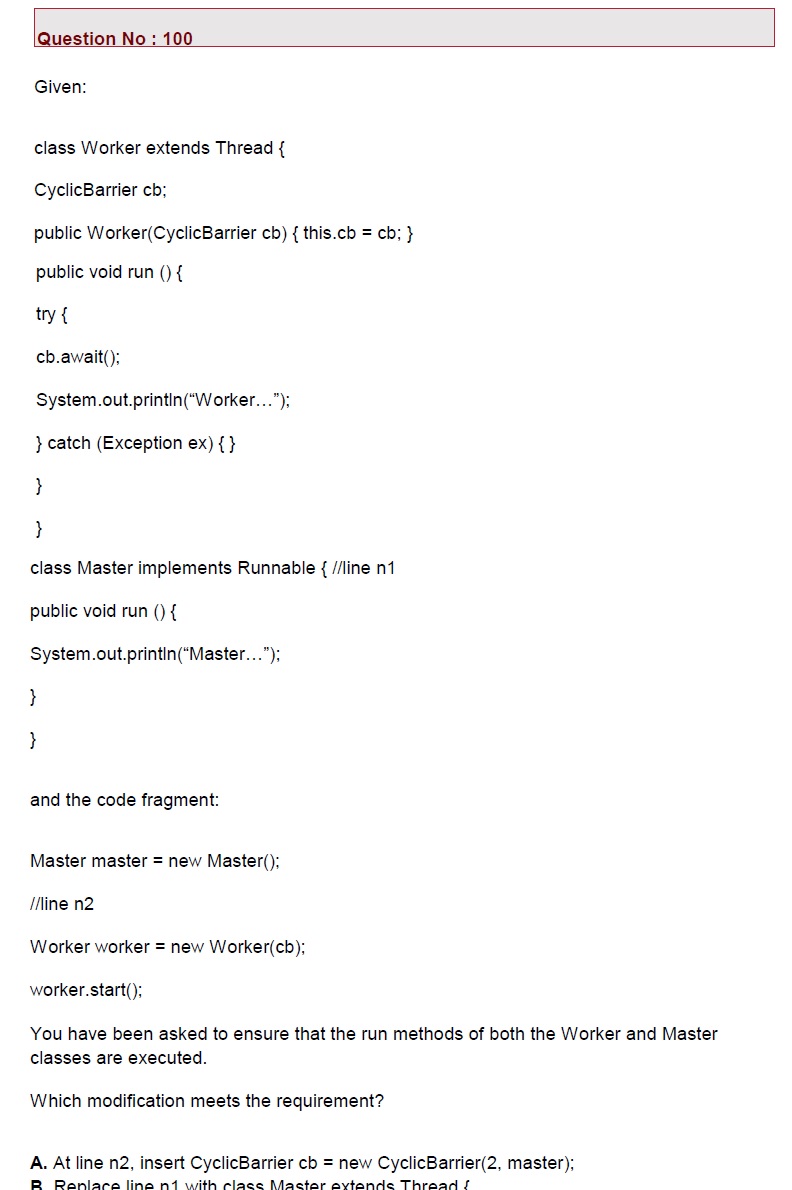 Question No : 100
Given:
class Worker extends Thread {
CyclicBarrier cb;
public Worker(CyclicBarrier cb) { this.cb = cb; }
public void run () {
try {
cb.await();
System.out.println(“Worker…”);
} catch (Exception ex) { }
}
}
class Master implements Runnable { //line n1
public void run () {
System.out.println(“Master…”);
}
}
and the code fragment:
Master master = new Master();
//line n2
Worker worker = new Worker(cb);
worker.start();
You have been asked to ensure that the run methods of both the Worker and Master
classes are executed.
Which modification meets the requirement?
A. At line n2, insert CyclicBarrier cb = new CyclicBarrier(2, master);
B. Replace line n1 with class Master extends Thread {